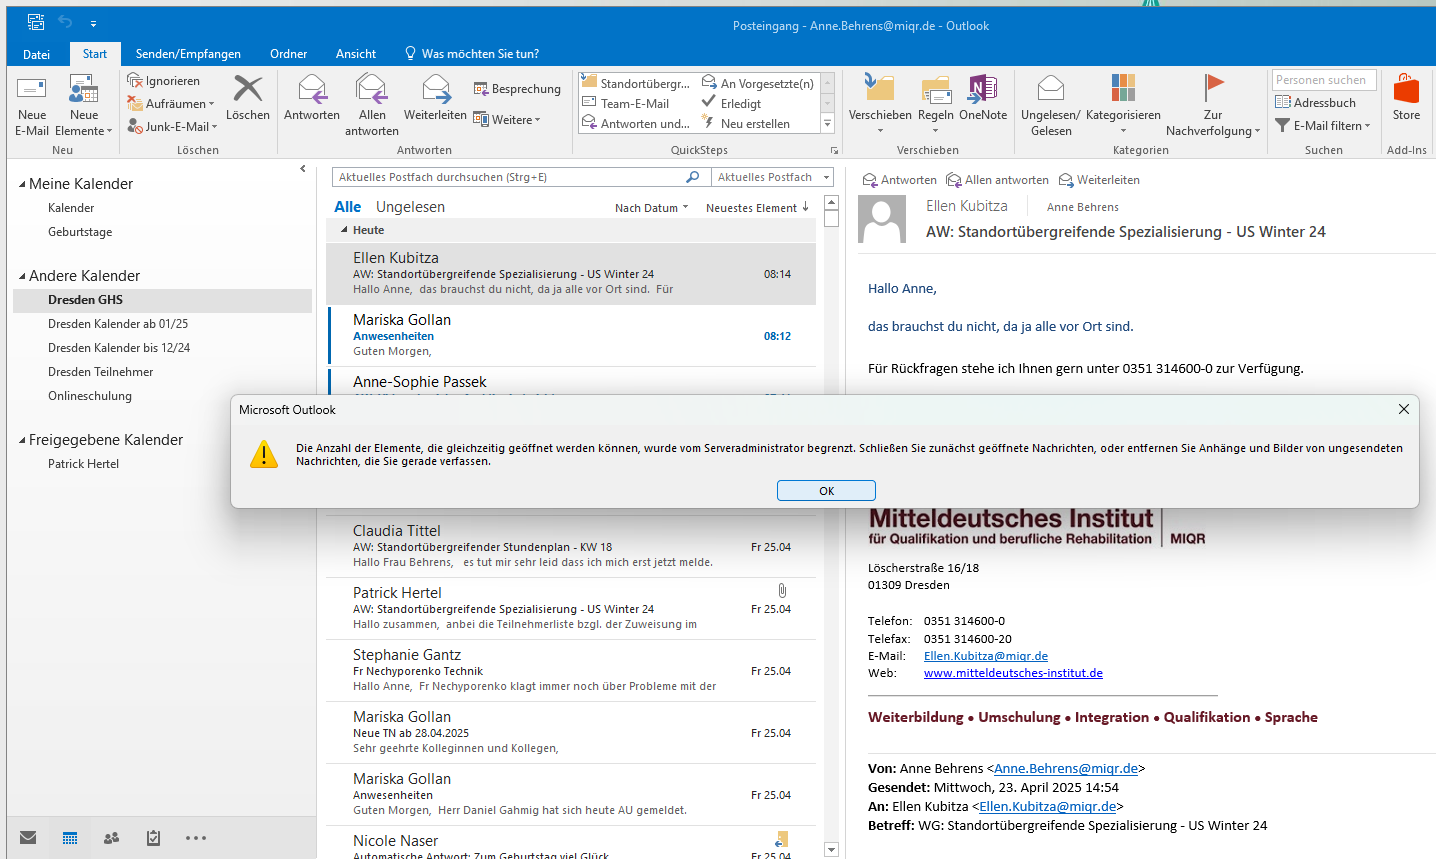 Posteingang - Anne.Behrens@miqr.de - Outlook
Datei
Start
Senden/Empfangen
Ordner
Ansicht
Was möchten Sie tun?
Neue E-Mail
Neue Elemente
Neu
Ignorieren
Aufräumen
Junk-E-Mail
Löschen
Löschen
Antworten
Allen antworten
Weiterleiten
Besprechung
Weitere
Antworten
Standortübergr...
Team-E-Mail
Antworten und...
An Vorgesetzte(n)
Erledigt
Neu erstellen
QuickSteps
Verschieben
Regeln
OneNote
Verschieben
Ungelesen/ Gelesen
Kategorisieren
Zur Nachverfolgung
Kategorien
Personen suchen
Adressbuch
E-Mail filtern
Suchen
Store
Add-Ins
Meine Kalender
Kalender
Geburtstage
Andere Kalender
Dresden GHS
Dresden Kalender ab 01/25
Dresden Kalender bis 12/24
Dresden Teilnehmer
Onlineschulung
Freigegebene Kalender
Patrick Hertel
Aktuelles Postfach durchsuchen (Strg+E)
Aktuelles Postfach
Alle Ungelesen
Nach Datum
Neuestes Element
Heute
Ellen Kubitza
AW: Standortübergreifende Spezialisierung - US Winter 24 08:14
Hallo Anne, das brauchst du nicht, da ja alle vor Ort sind. Für
Mariska Gollan
Anwesenheiten 08:12
Guten Morgen,
Anne-Sophie Passek
Microsoft Outlook
Die Anzahl der Elemente, die gleichzeitig geöffnet werden können, wurde vom Serveradministrator begrenzt. Schließen Sie zunächst geöffnete Nachrichten, oder entfernen Sie Anhänge und Bilder von ungesendeten
Nachrichten, die Sie gerade verfassen.
OK
Claudia Tittel
AW: Standortübergreifender Stundenplan - KW 18 Fr 25.04
Hallo Frau Behrens, es tut mir sehr leid dass ich mich erst jetzt melde.
Patrick Hertel
AW: Standortübergreifende Spezialisierung - US Winter 24 Fr 25.04
Hallo zusammen, anbei die Teilnehmerliste bzgl. der Zuweisung im
Stephanie Gantz
Fr Nechyporenko Technik Fr 25.04
Hallo Anne, Fr Nechyporenko klagt immer noch über Probleme mit der
Mariska Gollan
Neue TN ab 28.04.2025 Fr 25.04
Sehr geehrte Kolleginnen und Kollegen,
Mariska Gollan
Anwesenheiten Fr 25.04
Guten Morgen, Herr Daniel Gahmig hat sich heute AU gemeldet.
Nicole Naser
Automatische Antwort: Zum Geburtstag viel Glück Fr 25.04
Antworten
Allen antworten
Weiterleiten
Ellen Kubitza
Anne Behrens
AW: Standortübergreifende Spezialisierung - US Winter 24
Hallo Anne,
das brauchst du nicht, da ja alle vor Ort sind.
Für Rückfragen stehe ich Ihnen gern unter 0351 314600-0 zur Verfügung.
Mitteldeutsches Institut
für Qualifikation und berufliche Rehabilitation | MIQR
Löscherstraße 16/18
01309 Dresden
Telefon: 0351 314600-0
Telefax: 0351 314600-20
E-Mail: Ellen.Kubitza@miqr.de
Web: www.mitteldeutsches-institut.de
Weiterbildung • Umschulung • Integration • Qualifikation • Sprache
Von: Anne Behrens <Anne.Behrens@miqr.de>
Gesendet: Mittwoch, 23. April 2025 14:54
An: Ellen Kubitza <Ellen.Kubitza@miqr.de>
Betreff: WG: Standortübergreifende Spezialisierung - US Winter 24